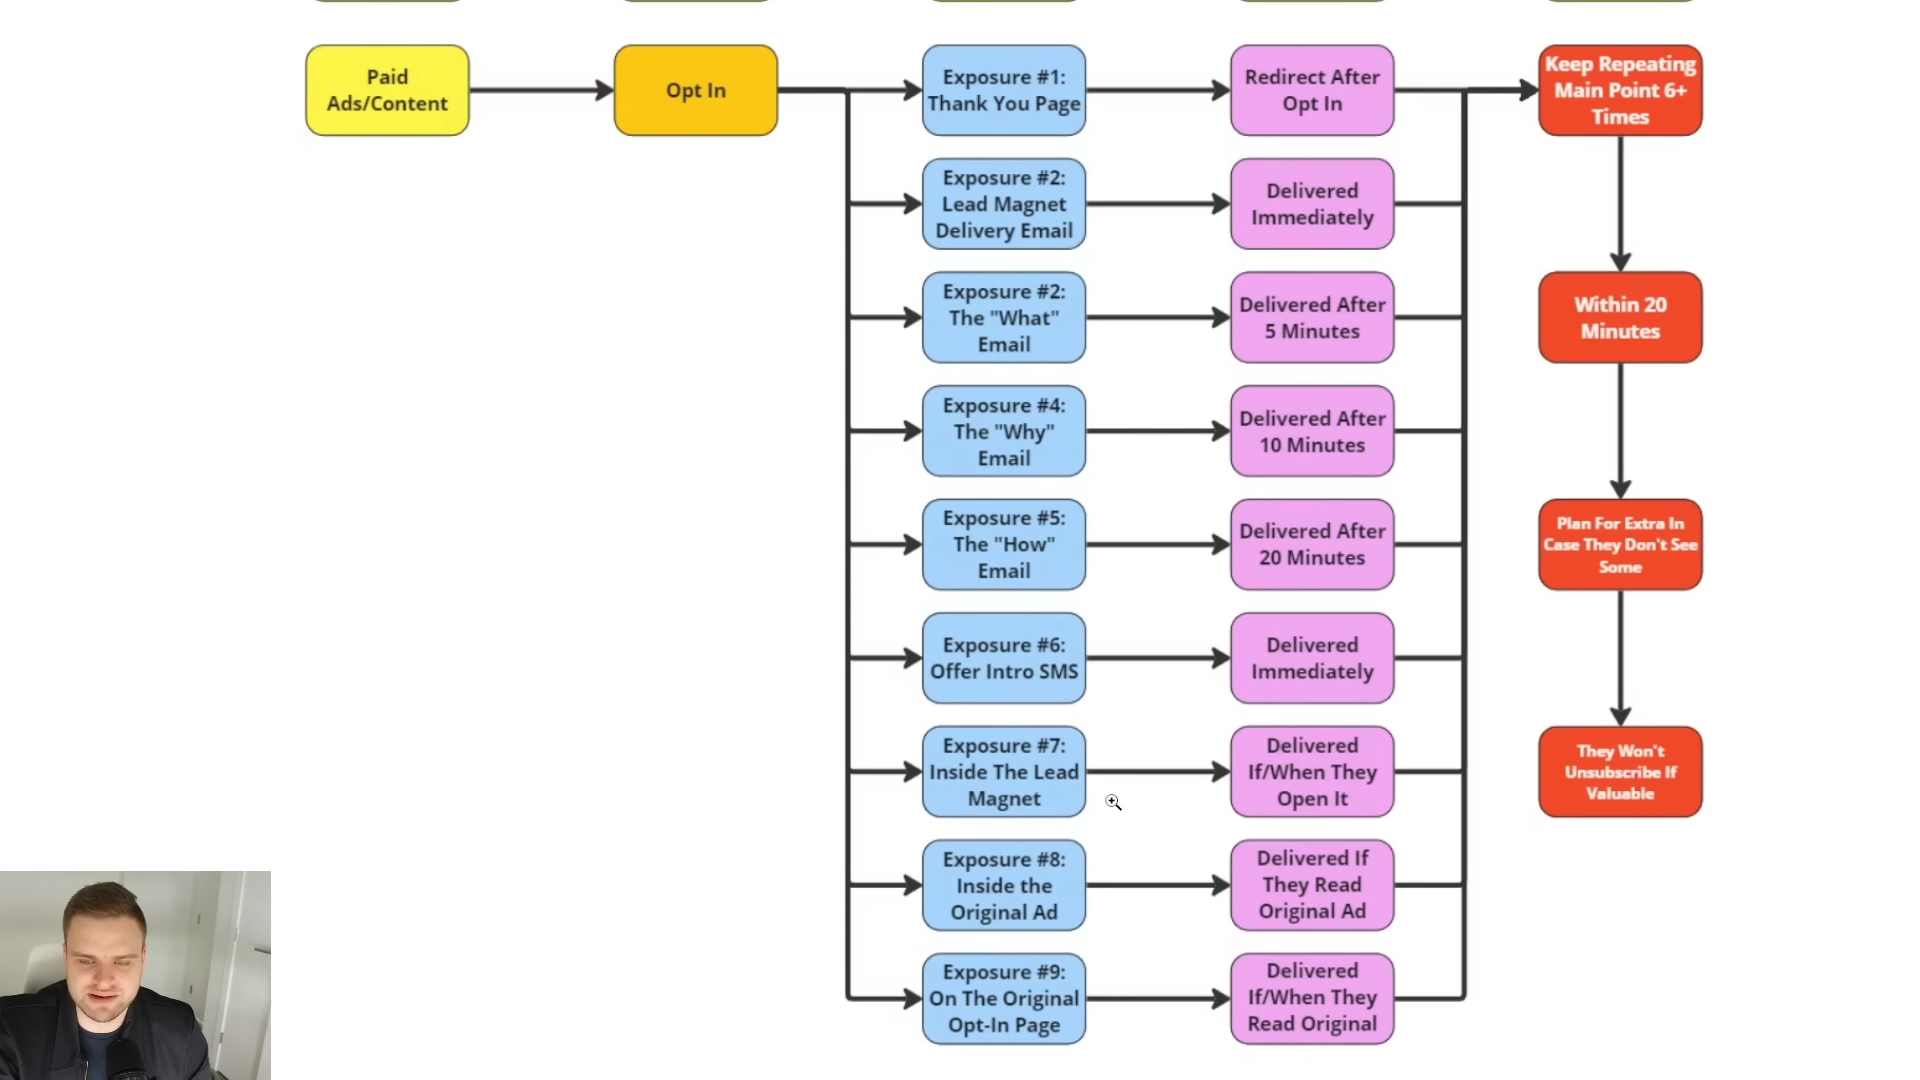 Paid
Ads/Content
Opt In
Exposure #1:
Thank You Page
Redirect After
Opt In
Keep Repeating
Main Point 6+
Times
Exposure #2:
Lead Magnet
Delivery Email
Delivered
Immediately
Exposure #2:
The "What"
Email
Delivered After
5 Minutes
Within 20
Minutes
Exposure #4:
The "Why"
Email
Delivered After
10 Minutes
Exposure #5:
The "How"
Email
Delivered After
20 Minutes
Plan For Extra In
Case They Don't See
Some
Exposure #6:
Offer Intro SMS
Delivered
Immediately
Exposure #7:
Inside The Lead
Magnet
Delivered
If/When They
Open It
They Won't
Unsubscribe If
Valuable
Exposure #8:
Inside the
Original Ad
Delivered If
They Read
Original Ad
Exposure #9:
On The Original
Opt-In Page
Delivered
If/When They
Read Original